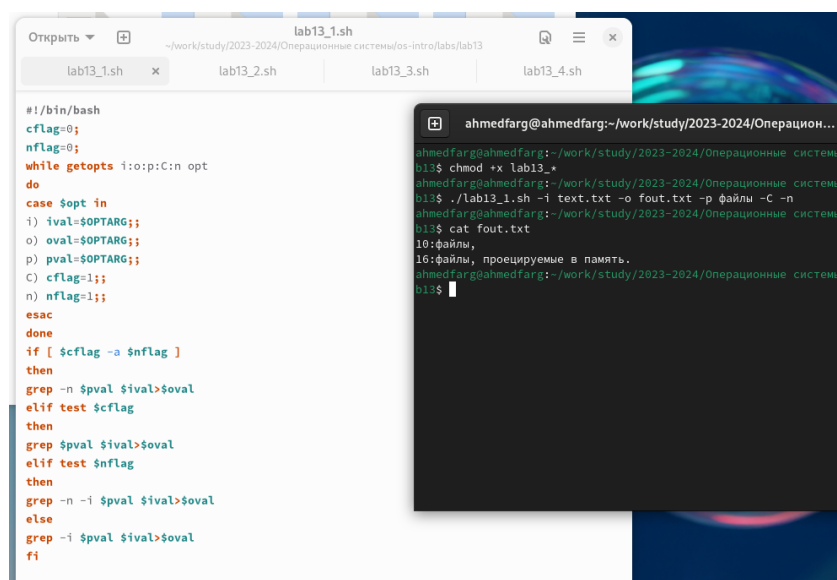 Открыть
lab13_1.sh
~/work/study/2023-2024/Операционные системы/os-intro/labs/lab13
lab13_1.sh × lab13_2.sh lab13_3.sh lab13_4.sh
#!/bin/bash
cflag=0;
nflag=0;
while getopts i:o:p:C:n opt
do
case $opt in
i) ival=$OPTARG;;
o) oval=$OPTARG;;
p) pval=$OPTARG;;
C) cflag=1;;
n) nflag=1;;
esac
done
if [ $cflag -a $nflag ]
then
grep -n $pval $ival>$oval
elif test $cflag
then
grep $pval $ival>$oval
elif test $nflag
then
grep -n -i $pval $ival>$oval
else
grep -i $pval $ival>$oval
fi
ahmedfarg@ahmedfarg:~/work/study/2023-2024/Операцион...
ahmedfarg@ahmedfarg:~/work/study/2023-2024/Операционные системы
b13$ chmod +x lab13_*
ahmedfarg@ahmedfarg:~/work/study/2023-2024/Операционные системы
b13$ ./lab13_1.sh -i text.txt -o fout.txt -p файлы -C -n
ahmedfarg@ahmedfarg:~/work/study/2023-2024/Операционные системы
b13$ cat fout.txt
10:файлы,
16:файлы, проецируемые в память.
ahmedfarg@ahmedfarg:~/work/study/2023-2024/Операционные системы
b13$